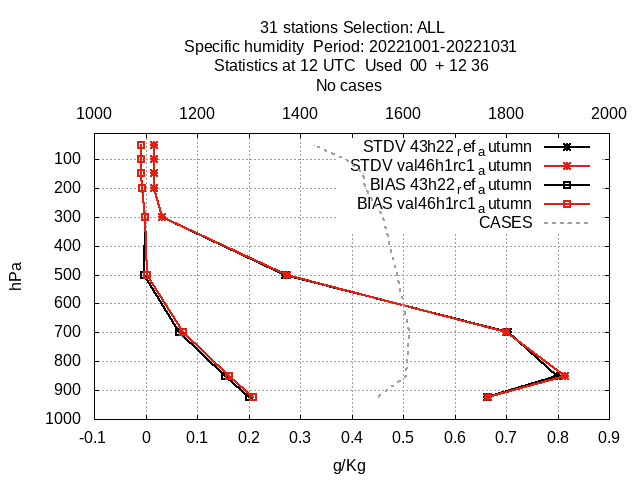 31 stations Selection: ALL
Specific humidity  Period: 20221001-20221031
Statistics at 12 UTC  Used  00  + 12 36
No cases
1000 1200 1400 1600 1800 2000
STDV 43h22_ref_autumn
STDV val46h1rc1_autumn
BIAS 43h22_ref_autumn
BIAS val46h1rc1_autumn
CASES
100
200
300
400
500
600
700
800
900
1000
hPa
-0.1 0 0.1 0.2 0.3 0.4 0.5 0.6 0.7 0.8 0.9
g/Kg